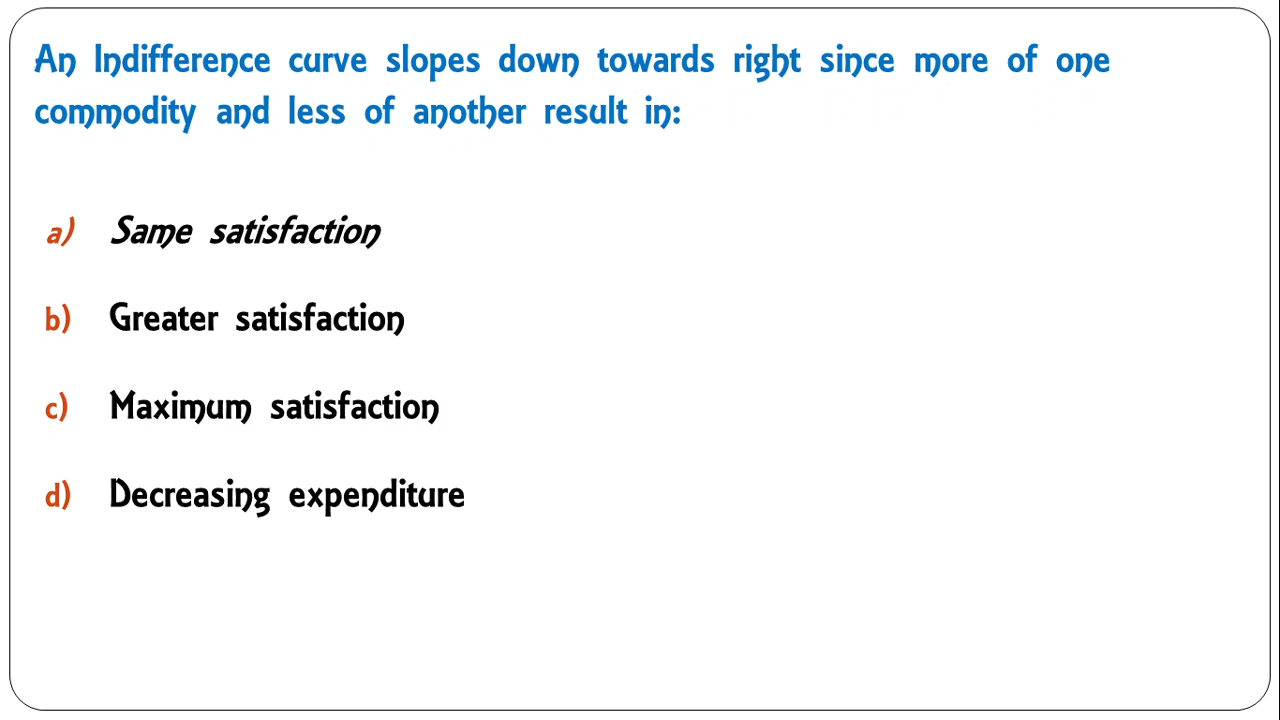 An Indifference curve slopes down towards right since more of one
commodity and less of another result in:
a) Same satisfaction
b) Greater satisfaction
c) Maximum satisfaction
d) Decreasing expenditure